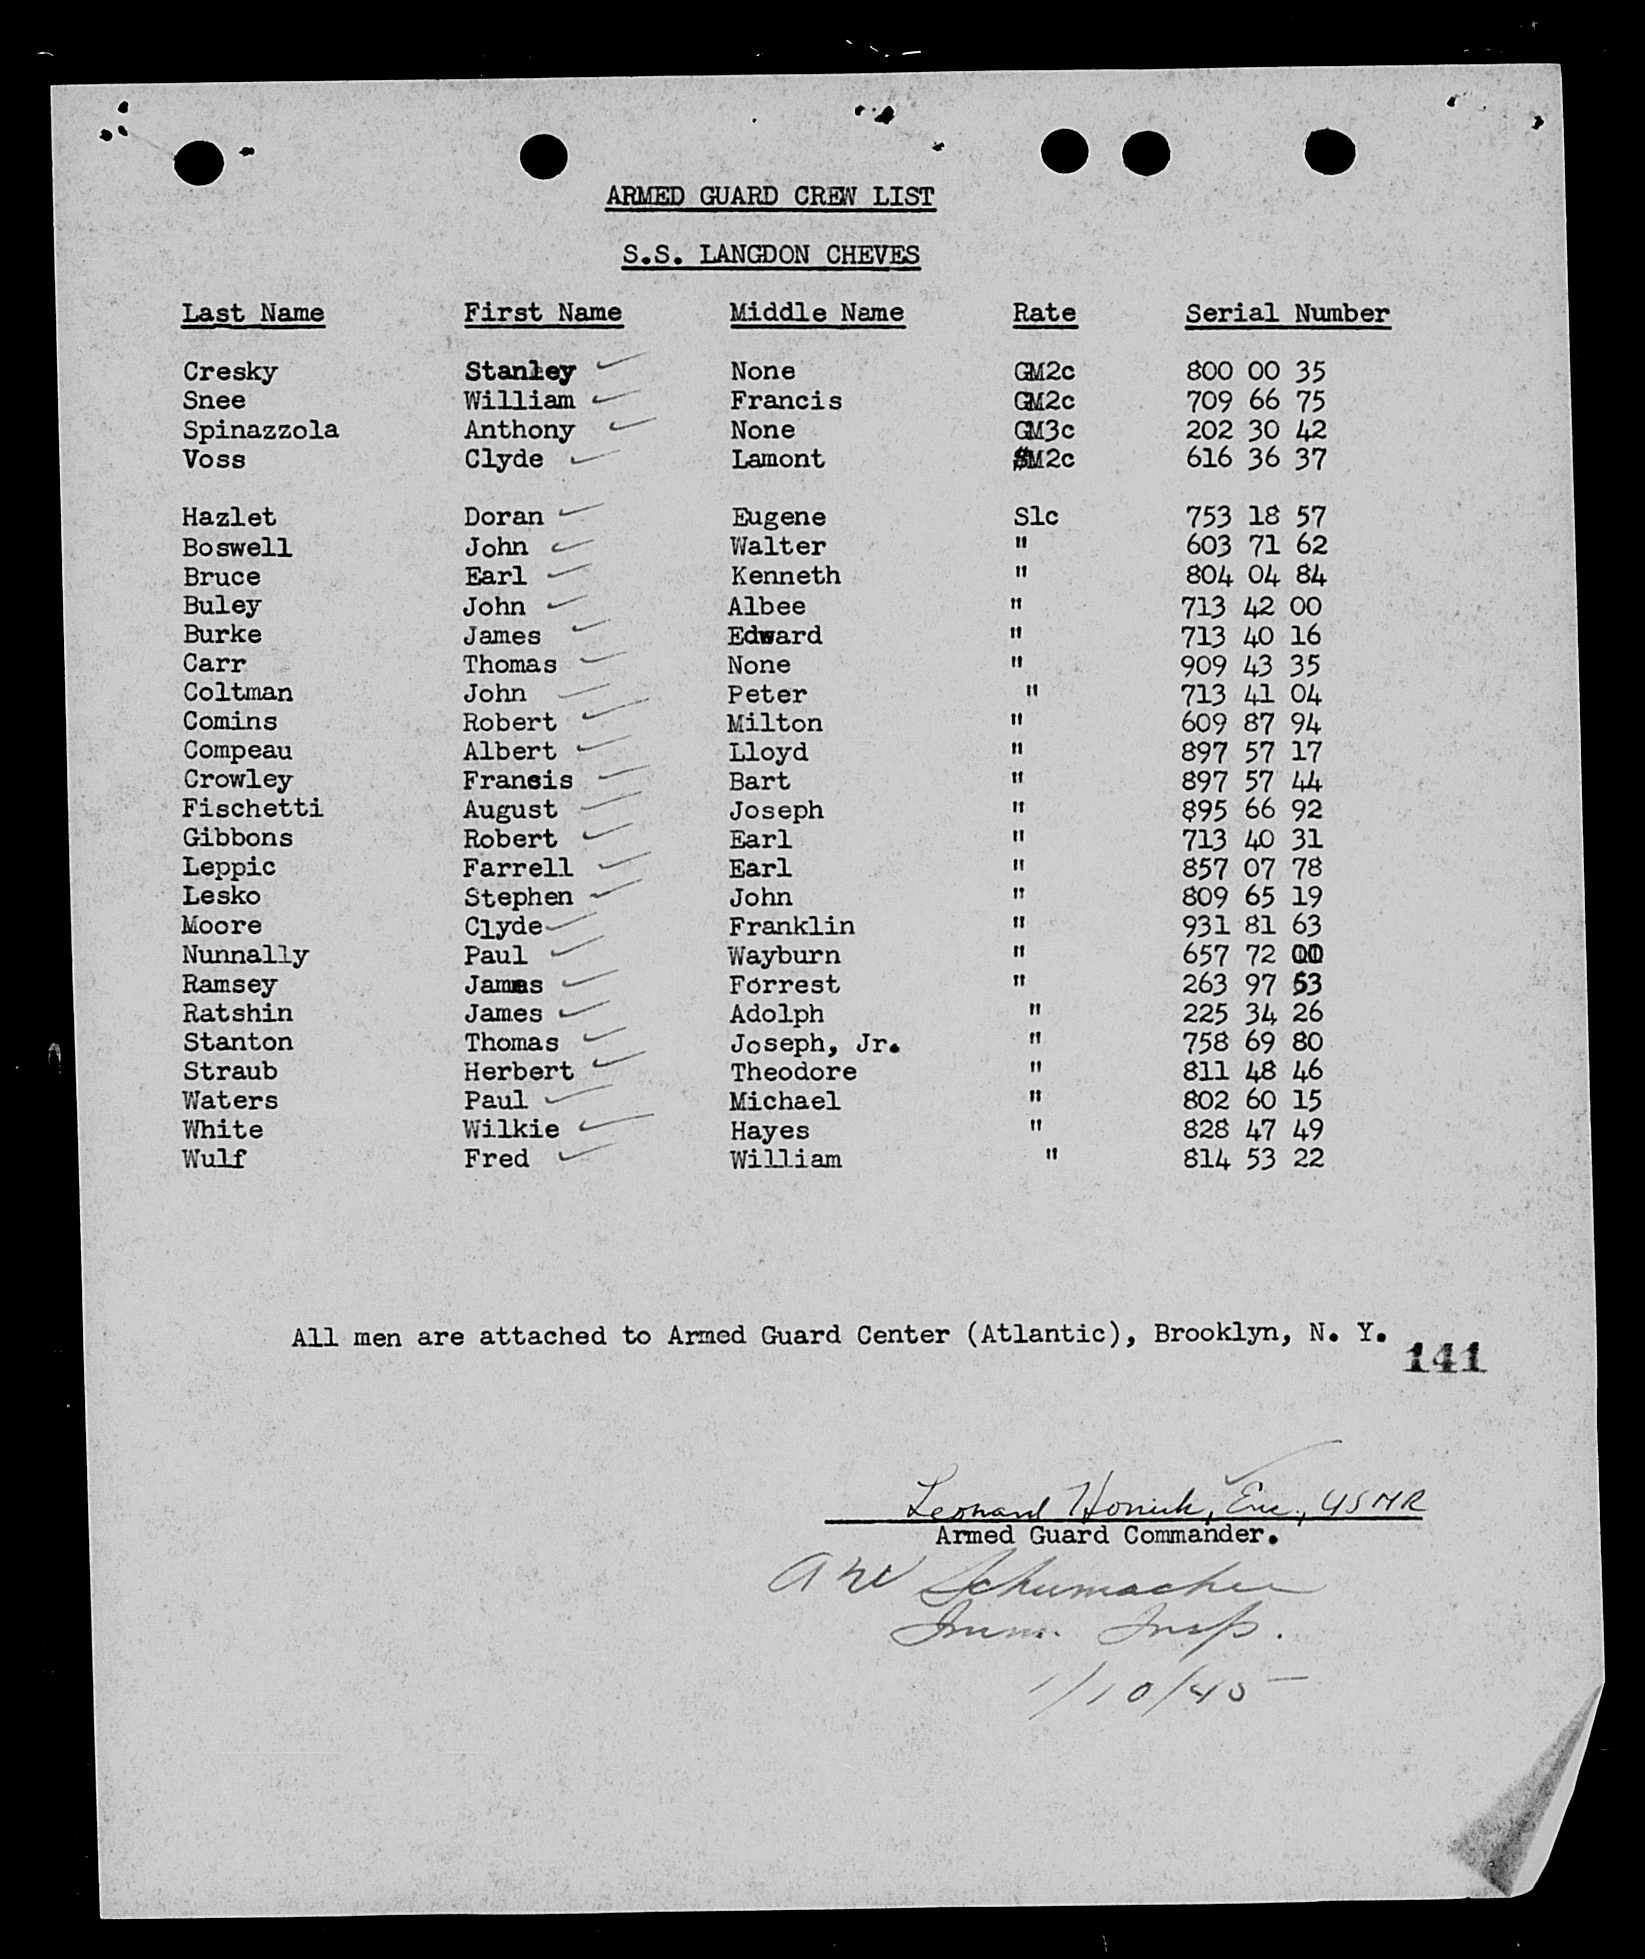 ARMED GUARD CREW LIST
S.S. LANGDON CHEVES
Last Name First Name Middle Name Rate Serial Number
Cresky Stanley None GM2c 800 00 35
Snee William Francis GM2c 709 66 75
Spinazzola Anthony None GM3c 202 30 42
Voss Clyde Lamont SM2c 616 36 37
Hazlet Doran Eugene S1c 753 18 57
Boswell John Walter " 603 71 62
Bruce Earl Kenneth " 804 04 84
Buley John Albee " 713 42 00
Burke James Edward " 713 40 16
Carr Thomas None " 909 43 35
Coltman John Peter " 713 41 04
Comins Robert Milton " 609 87 94
Compeau Albert Lloyd " 897 57 17
Crowley Francis Bart " 897 57 44
Fischetti August Joseph " 895 66 92
Gibbons Robert Earl " 713 40 31
Leppic Farrell Earl " 857 07 78
Lesko Stephen John " 809 65 19
Moore Clyde Franklin " 931 81 63
Nunnally Paul Wayburn " 657 72 00
Ramsey James Forrest " 263 97 53
Ratshin James Adolph " 225 34 26
Stanton Thomas Joseph, Jr. " 758 69 80
Straub Herbert Theodore " 811 48 46
Waters Paul Michael " 802 60 15
White Wilkie Hayes " 828 47 49
Wulf Fred William " 814 53 22
All men are attached to Armed Guard Center (Atlantic), Brooklyn, N. Y.
141
Leonard USNR
Armed Guard Commander.
Schumacher
Imm. Insp.
1/10/45